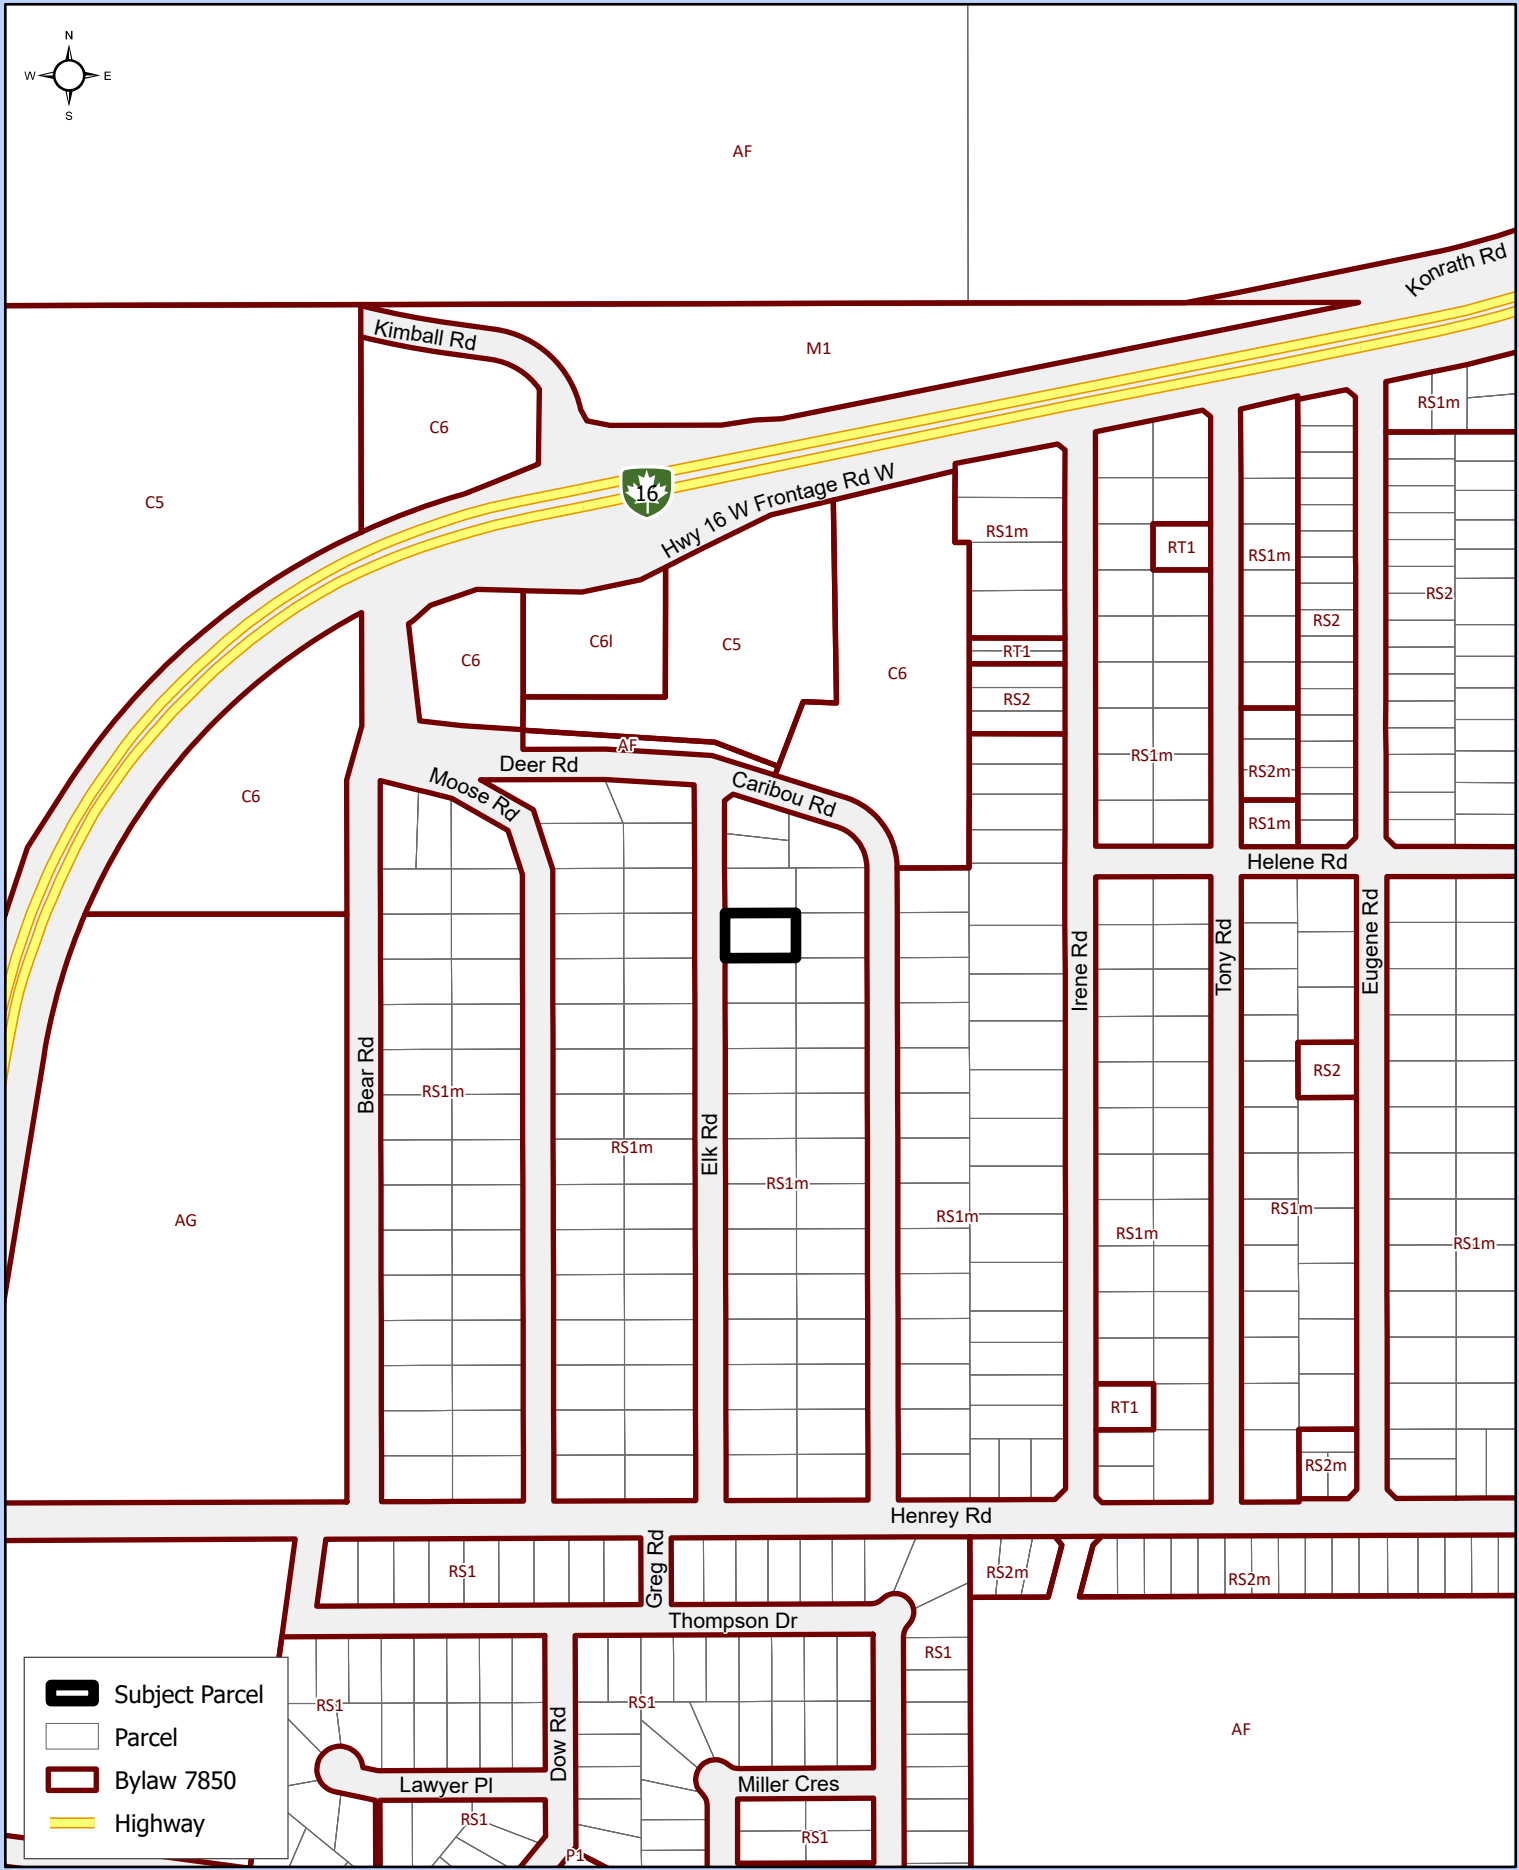 N
W E
S
AF
Konrath Rd
Kimball Rd
M1
RS1m
C6
C5
16
Hwy 16 W Frontage Rd W
RS1m
RT1
RS1m
RS2
RS2
C6
C6I
C5
C6
RT1
RS2
AF
RS1m
RS2m
Deer Rd
Moose Rd
Caribou Rd
C6
RS1m
Helene Rd
Irene Rd
Tony Rd
Eugene Rd
Bear Rd
RS1m
Elk Rd
RS1m
RS1m
RS2
AG
RS1m
RS1m
RS1m
RS1m
RT1
RS2m
Henrey Rd
RS1
Greg Rd
RS2m
RS2m
Thompson Dr
RS1
RS1
RS1
Dow Rd
AF
Lawyer Pl
Miller Cres
RS1
RS1
P1
Subject Parcel
Parcel
Bylaw 7850
Highway